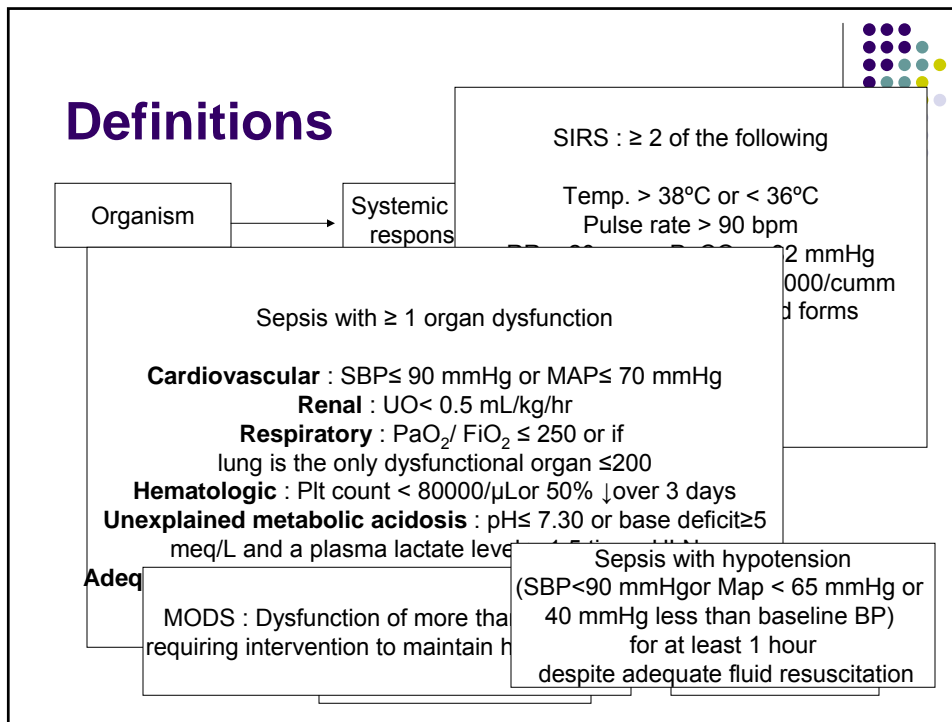 Definitions
Organism
Systemic
respons
SIRS : ≥ 2 of the following
Temp. > 38ºC or < 36ºC
Pulse rate > 90 bpm
2 mmHg
000/cumm
forms
Sepsis with ≥ 1 organ dysfunction
Cardiovascular : SBP≤ 90 mmHg or MAP≤ 70 mmHg
Renal : UO< 0.5 mL/kg/hr
Respiratory : PaO₂/ FiO₂ ≤ 250 or if
lung is the only dysfunctional organ ≤200
Hematologic : Plt count < 80000/µLor 50% ↓over 3 days
Unexplained metabolic acidosis : pH≤ 7.30 or base deficit≥5
meq/L and a plasma lactate level
Adeq
MODS : Dysfunction of more than
requiring intervention to maintain h
Sepsis with hypotension
(SBP<90 mmHgor Map < 65 mmHg or
40 mmHg less than baseline BP)
for at least 1 hour
despite adequate fluid resuscitation